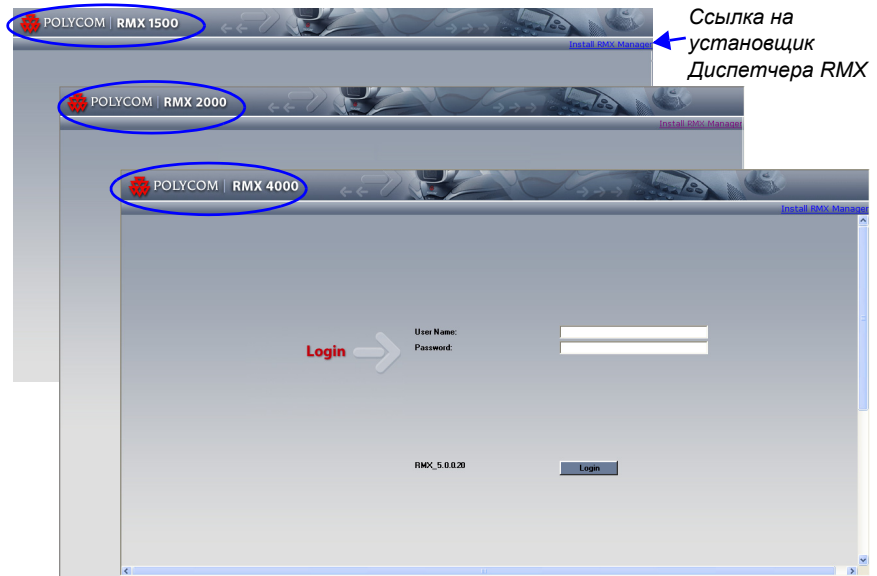 POLYCOM | RMX 1500
Ссылка на
установщик
Диспетчера RMX
Install RMX Manager
POLYCOM | RMX 2000
Install RMX Manager
POLYCOM | RMX 4000
Install RMX Manager
User Name:
Login
Password:
RMX_5.0.0.20
Login